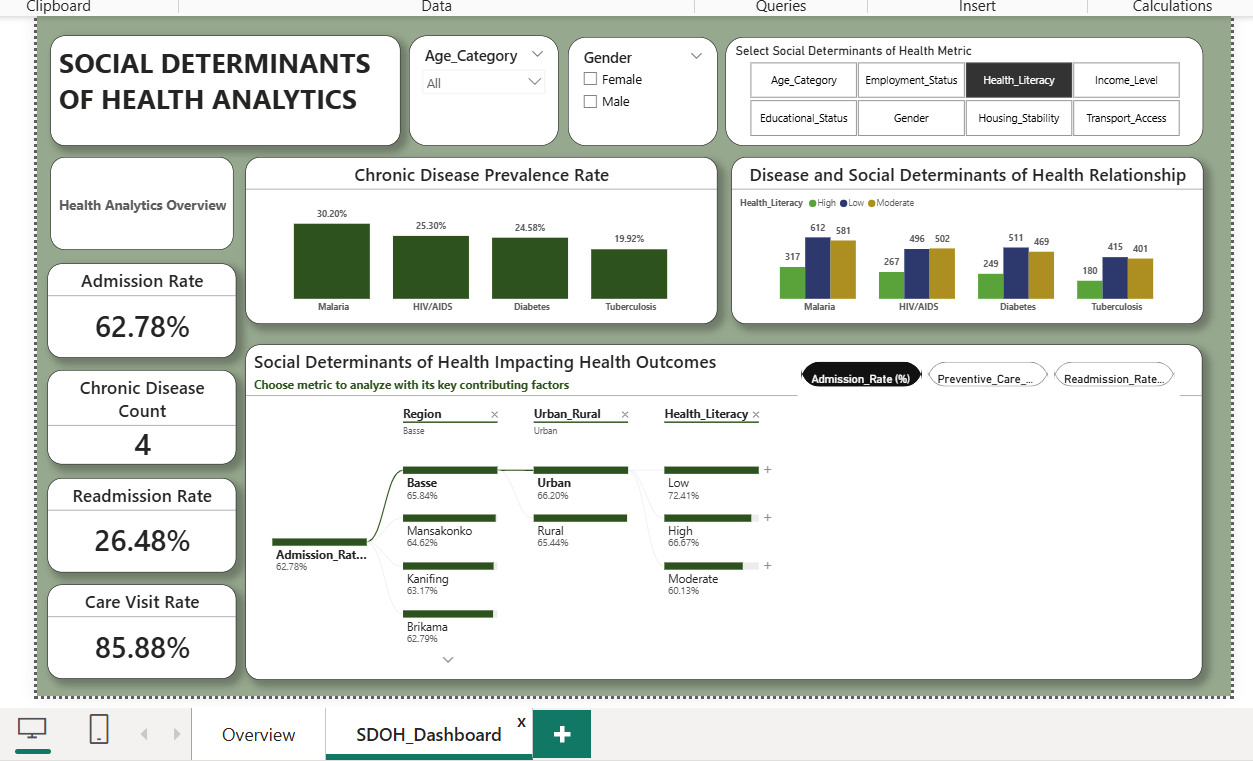 Clipboard
Data
Queries
Insert
Calculations
SOCIAL DETERMINANTS
OF HEALTH ANALYTICS
Age_Category
All
Gender
Female
Male
Select Social Determinants of Health Metric
Age_Category
Employment_Status
Health_Literacy
Income_Level
Educational_Status
Gender
Housing_Stability
Transport_Access
Health Analytics Overview
Admission Rate
62.78%
Chronic Disease
Count
4
Readmission Rate
26.48%
Care Visit Rate
85.88%
Chronic Disease Prevalence Rate
30.20%
25.30%
24.58%
19.92%
Malaria
HIV/AIDS
Diabetes
Tuberculosis
Disease and Social Determinants of Health Relationship
Health_Literacy High Low Moderate
317 612 581
267 496 502
249 511 469
180 415 401
Malaria
HIV/AIDS
Diabetes
Tuberculosis
Social Determinants of Health Impacting Health Outcomes
Choose metric to analyze with its key contributing factors
Admission_Rate (%)
Preventive_Care_...
Readmission_Rate...
Region
Basse
Urban_Rural
Urban
Health_Literacy
Admission_Rat...
62.78%
Basse
65.84%
Mansakonko
64.62%
Kanifing
63.17%
Brikama
62.79%
Urban
66.20%
Rural
65.44%
Low
72.41%
High
66.67%
Moderate
60.13%
Overview
SDOH_Dashboard
x